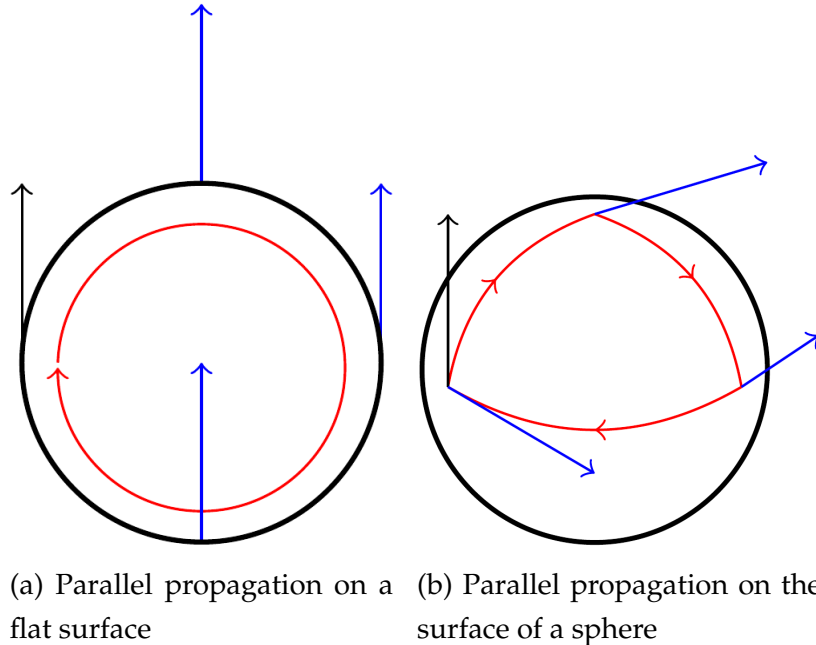 (a) Parallel propagation on a
flat surface
(b) Parallel propagation on the
surface of a sphere